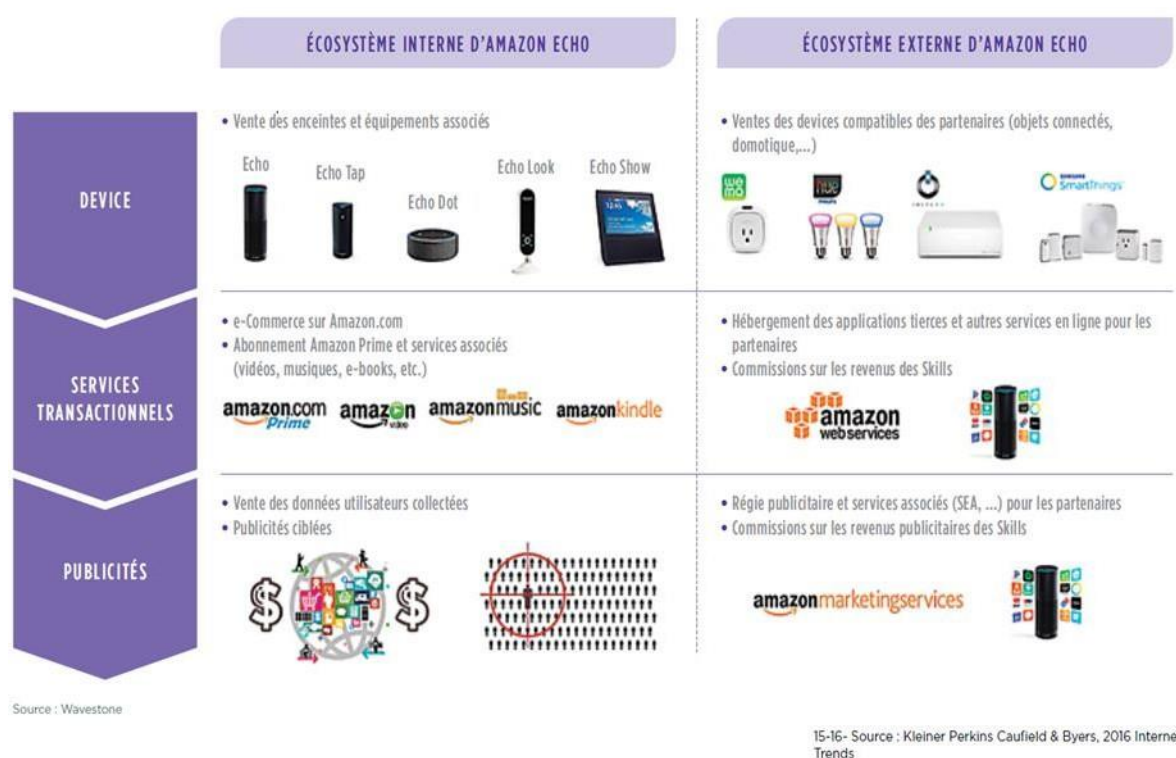 ÉCOSYSTÈME INTERNE D'AMAZON ECHO
ÉCOSYSTÈME EXTERNE D'AMAZON ECHO
DEVICE
• Vente des enceintes et équipements associés
Echo
Echo Tap
Echo Dot
Echo Look
Echo Show
• Ventes des devices compatibles des partenaires (objets connectés,
domotique,...)
wemo
hue
PHILIPS
SAMSUNG
SmartThings
SERVICES
TRANSACTIONNELS
• e-Commerce sur Amazon.com
• Abonnement Amazon Prime et services associés
(vidéos, musiques, e-books, etc.)
amazon.com
Prime
amazon
video
amazonmusic
amazonkindle
• Hébergement des applications tierces et autres services en ligne pour les
partenaires
• Commissions sur les revenus des Skills
amazon
webservices
PUBLICITÉS
• Vente des données utilisateurs collectées
• Publicités ciblées
$
$
• Régie publicitaire et services associés (SEA, ...) pour les partenaires
• Commissions sur les revenus publicitaires des Skills
amazonmarketingservices
Source : Wavestone
15-16- Source : Kleiner Perkins Caufield & Byers, 2016 Interne
Trends